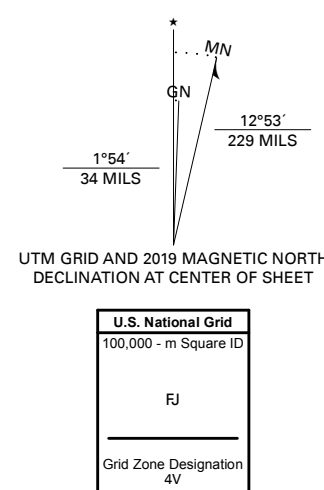 ★
MN
GN
12°53´
229 MILS
1°54´
34 MILS
UTM GRID AND 2019 MAGNETIC NORTH
DECLINATION AT CENTER OF SHEET
U.S. National Grid
100,000 - m Square ID
FJ
Grid Zone Designation
4V